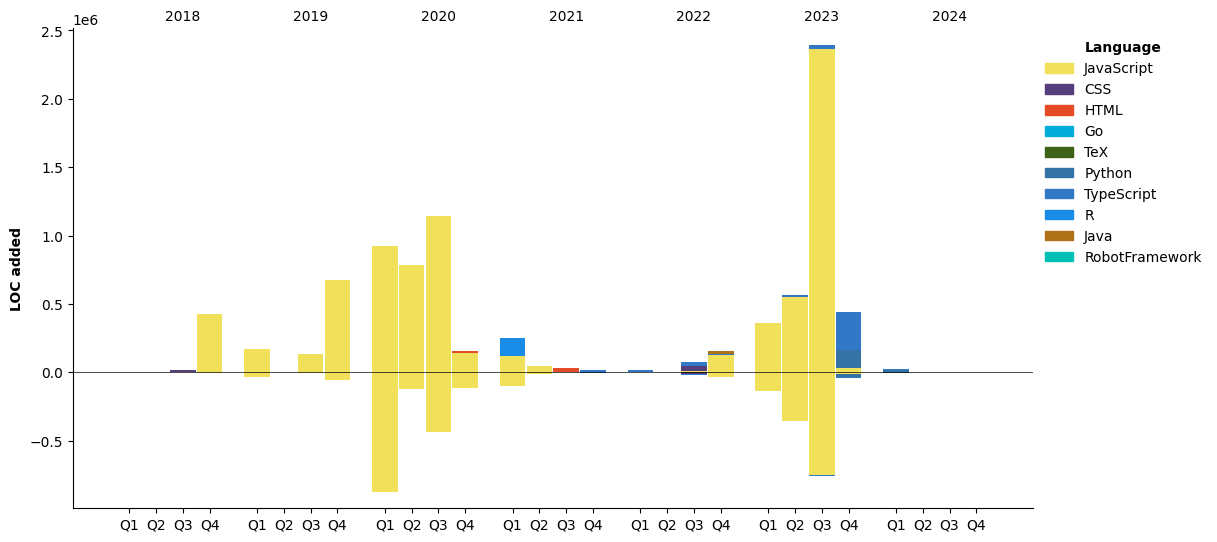 1e6
2018 2019 2020 2021 2022 2023 2024
2.5
2.0
1.5
1.0
0.5
0.0
−0.5
LOC added
Q1 Q2 Q3 Q4 Q1 Q2 Q3 Q4 Q1 Q2 Q3 Q4 Q1 Q2 Q3 Q4 Q1 Q2 Q3 Q4 Q1 Q2 Q3 Q4 Q1 Q2 Q3 Q4
Language
JavaScript
CSS
HTML
Go
TeX
Python
TypeScript
R
Java
RobotFramework